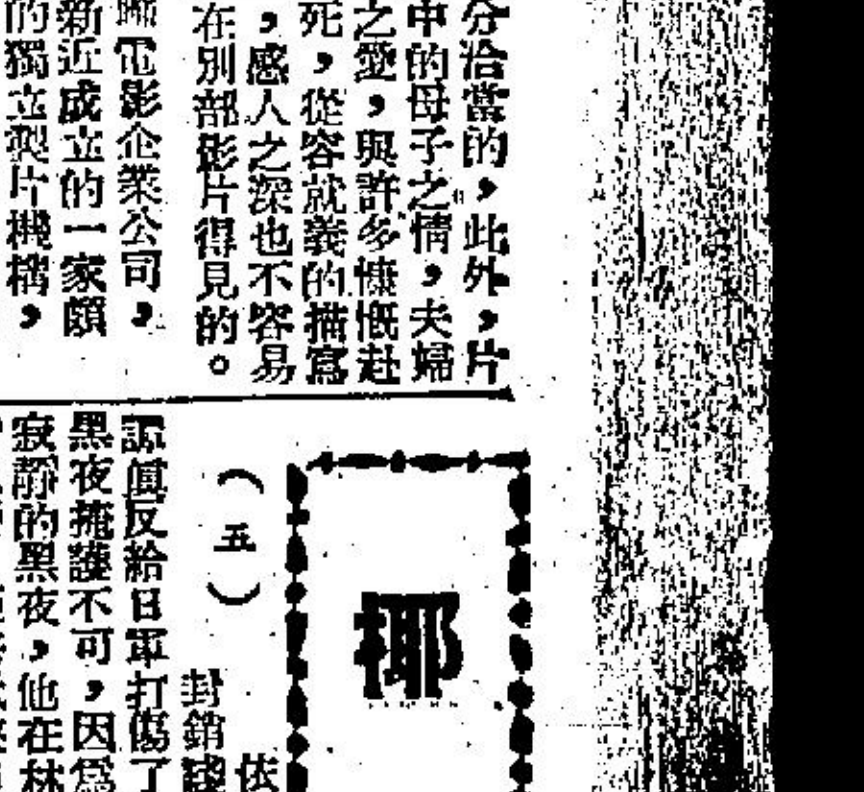 分洽當的，此外，片
中的母子之情，夫婦
之愛，與許多慷慨赴
死，從容就義的描寫
，感人之深也不容易
在別部影片得見的。
電影企業公司，
新近成立的一家頗
的獨立製片機構，
椰
（五）
依
封銷
眞反給日軍打傷了
黑夜掩護不可，因爲
寂靜的黑夜，他在林